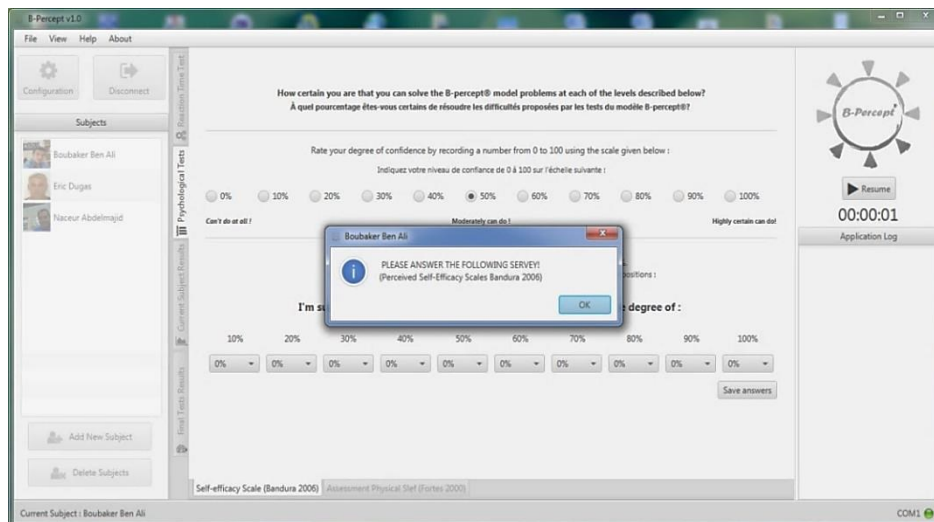 B-Percept v1.0
File View Help About
Configuration Disconnect
Subjects
Boubaker Ben Ali
Eric Dugas
Naceur Abdelmajid
Add New Subject
Delete Subjects
Reaction Time Test
Psychological Tests
Current Subject Results
Final Tests Results
How certain you are that you can solve the B-percept® model problems at each of the levels described below?
À quel pourcentage êtes-vous certains de résoudre les difficultés proposées par les tests du modèle B-percept®?
Rate your degree of confidence by recording a number from 0 to 100 using the scale given below :
Indiquez votre niveau de confiance de 0 à 100 sur l'échelle suivante :
0% 10% 20% 30% 40% 50% 60% 70% 80% 90% 100%
Can't do at all ! Moderately can do ! Highly certain can do!
Boubaker Ben Ali
PLEASE ANSWER THE FOLLOWING SERVEY!
(Perceived Self-Efficacy Scales Bandura 2006)
OK
positions :
I'm su degree of :
10% 20% 30% 40% 50% 60% 70% 80% 90% 100%
0% 0% 0% 0% 0% 0% 0% 0% 0% 0%
Save answers
Self-efficacy Scale (Bandura 2006) Assessment Physical Slef (Fortes 2000)
B-Percept
Resume
00:00:01
Application Log
Current Subject : Boubaker Ben Ali
COM1